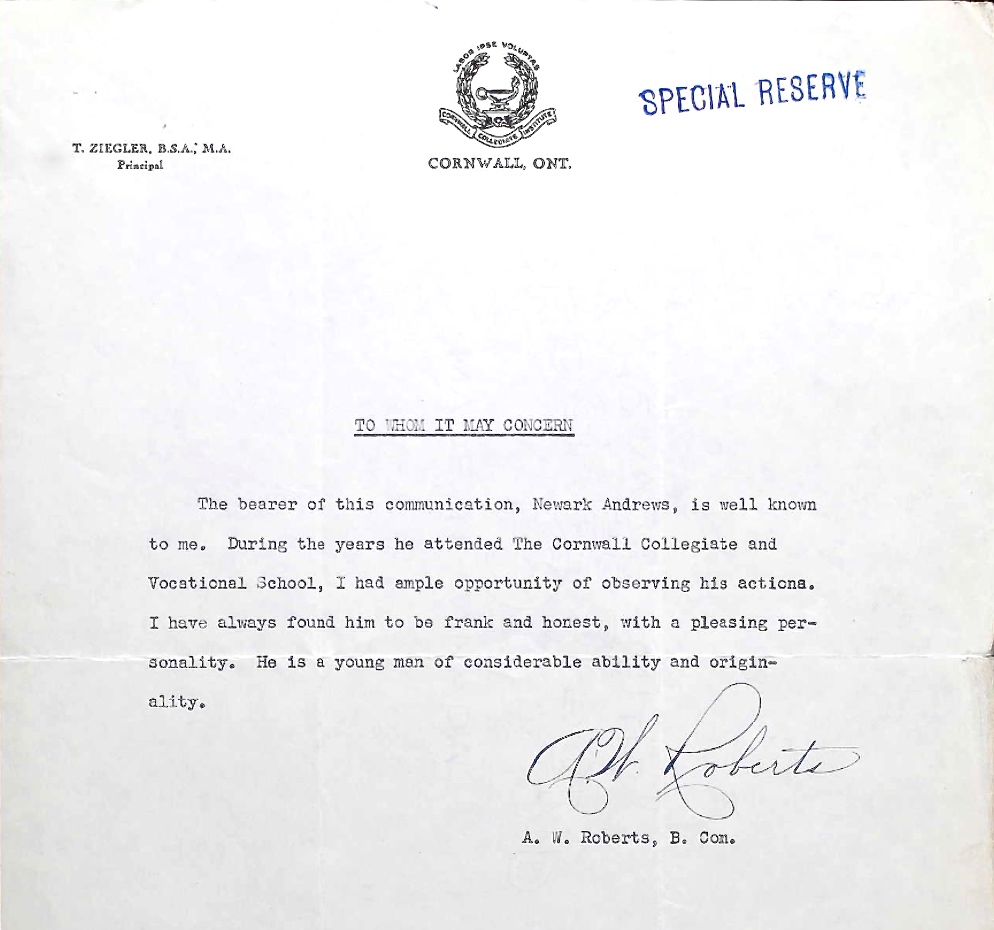 LABOR IPSE VOLUPTAS
SPECIAL RESERVE
CORNWALL COLLEGIATE INSTITUTE
T. ZIEGLER, B.S.A., M.A.
Principal
CORNWALL, ONT.
TO WHOM IT MAY CONCERN
The bearer of this communication, Newark Andrews, is well known
to me. During the years he attended The Cornwall Collegiate and
Vocational School, I had ample opportunity of observing his actions.
I have always found him to be frank and honest, with a pleasing per-
sonality. He is a young man of considerable ability and origin-
ality.
A.W. Roberts
A. W. Roberts, B. Com.